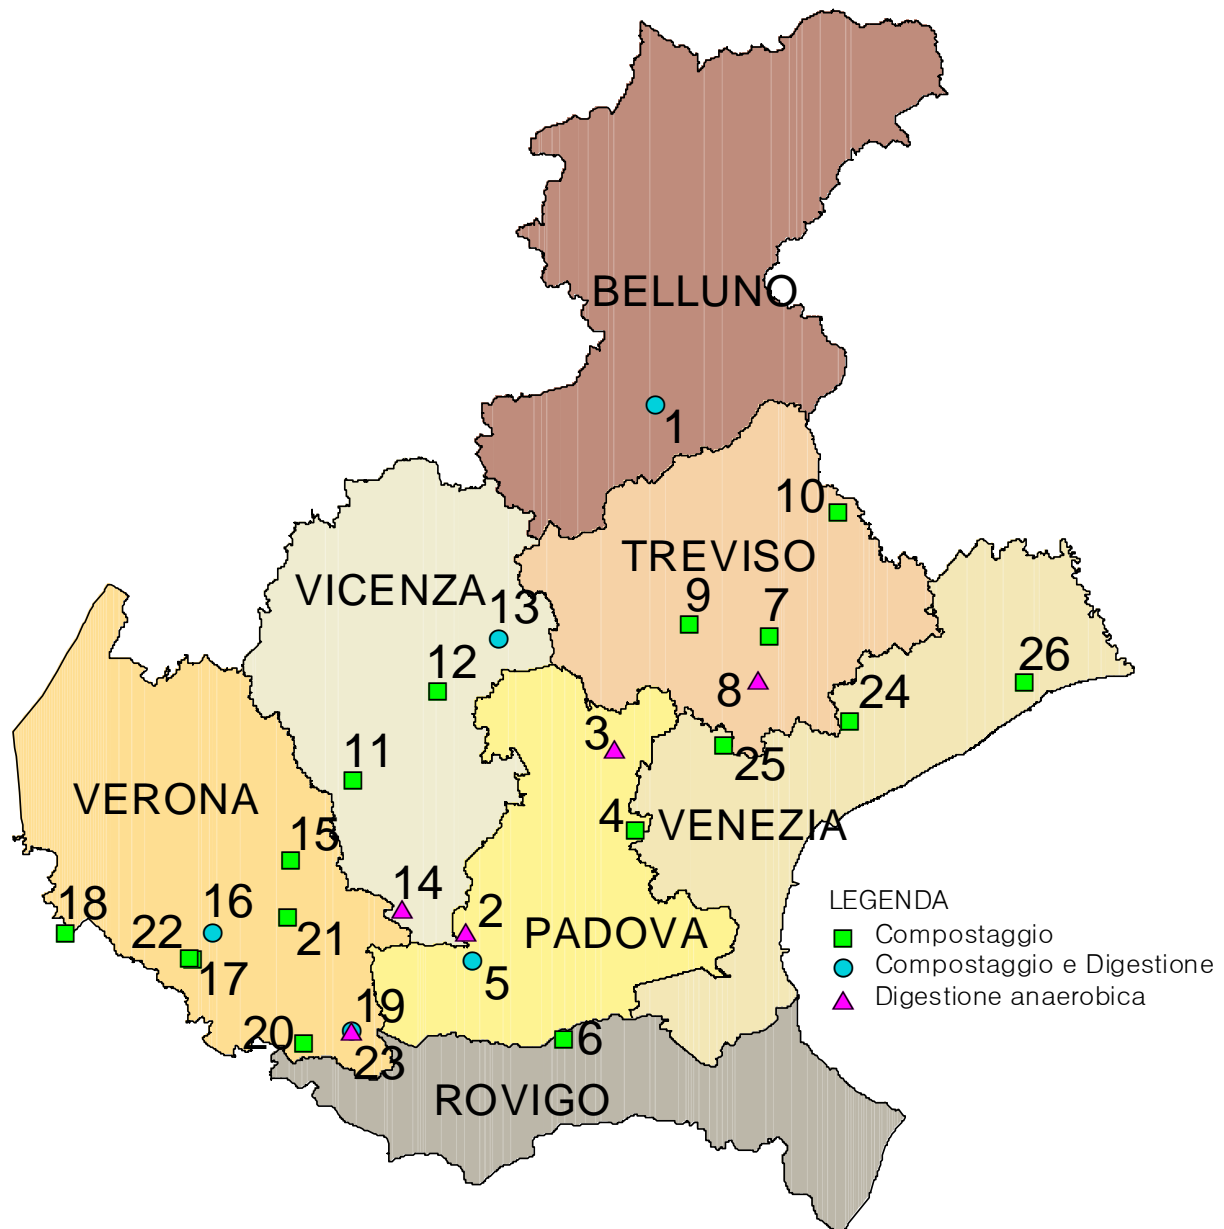 BELLUNO
1
10
TREVISO
VICENZA
13
9
7
12
8
26
24
3
25
11
VERONA
4
VENEZIA
15
14
18
16
2
LEGENDA
22
21
PADOVA
Compostaggio
17
5
Compostaggio e Digestione
19
Digestione anaerobica
20
6
23
ROVIGO